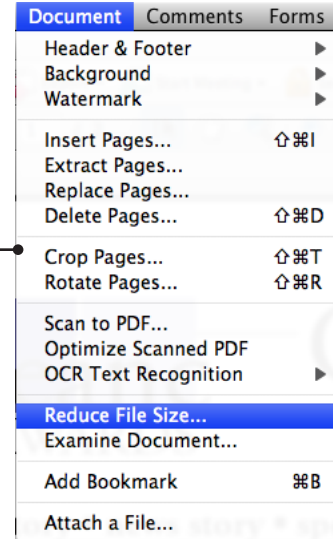 Document Comments Forms
Header & Footer ▶
Background ▶
Watermark ▶
Insert Pages... ⇧⌘I
Extract Pages...
Replace Pages...
Delete Pages... ⇧⌘D
Crop Pages... ⇧⌘T
Rotate Pages... ⇧⌘R
Scan to PDF...
Optimize Scanned PDF
OCR Text Recognition ▶
Reduce File Size...
Examine Document...
Add Bookmark ⌘B
Attach a File...